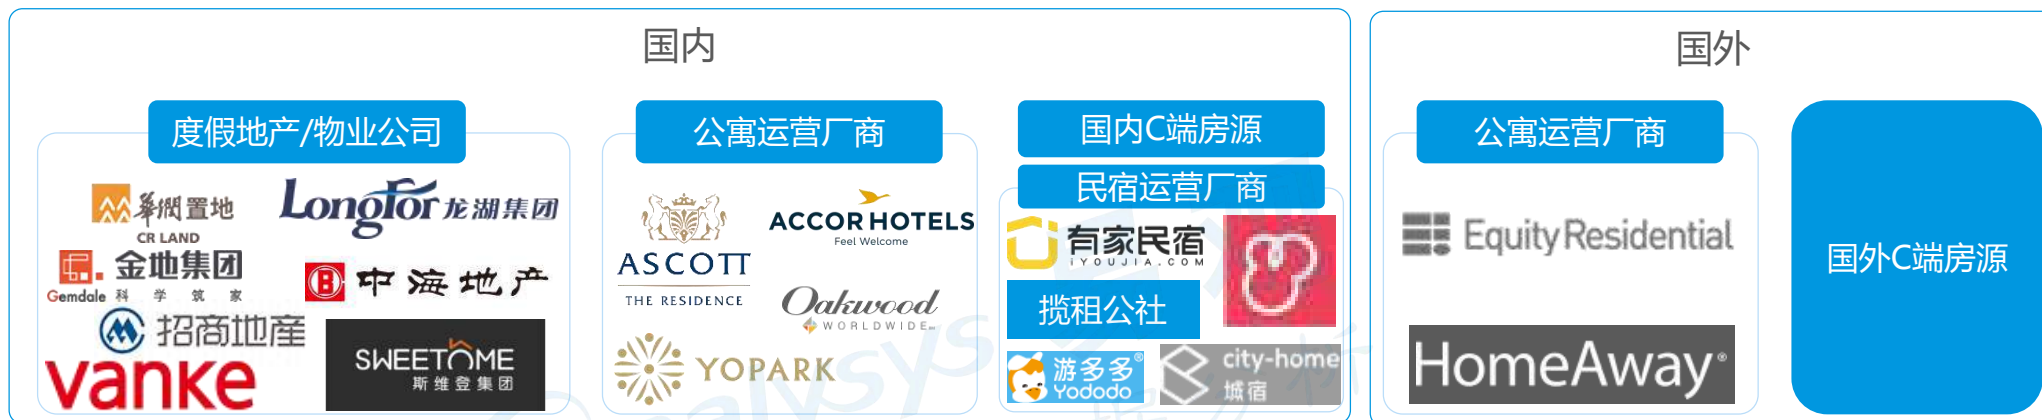 国内
国外
度假地产/物业公司
公寓运营厂商
国内C端房源
民宿运营厂商
公寓运营厂商
国外C端房源
華潤置地
CR LAND
Longfor 龙湖集团
金地集团
Gemdale 科学筑家
中海地产
招商地産
vanke
SWEETOME
斯维登集团
ASCOTT
THE RESIDENCE
ACCORHOTELS
Feel Welcome
Oakwood
WORLDWIDE
YOPARK
有家民宿
IYOUJIA.COM
揽租公社
游多多®
Yododo
city-home
城宿
Equity Residential
HomeAway®